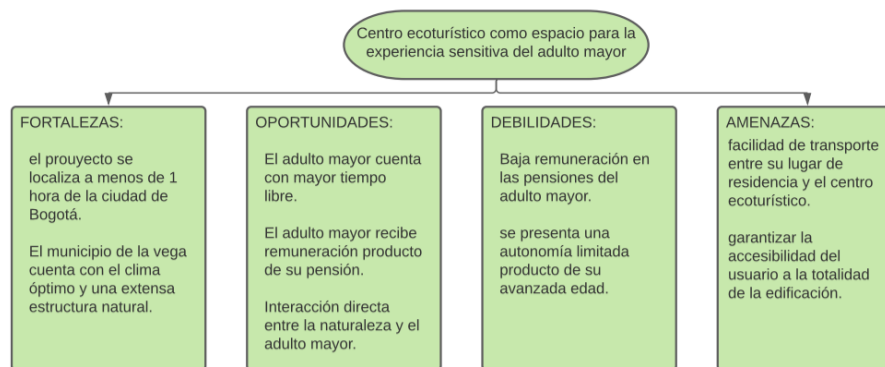 Centro ecoturístico como espacio para la
experiencia sensitiva del adulto mayor
FORTALEZAS:
el prouyecto se
localiza a menos de 1
hora de la ciudad de
Bogotá.
El municipio de la vega
cuenta con el clima
óptimo y una extensa
estructura natural.
OPORTUNIDADES:
El adulto mayor cuenta
con mayor tiempo
libre.
El adulto mayor recibe
remuneración producto
de su pensión.
Interacción directa
entre la naturaleza y el
adulto mayor.
DEBILIDADES:
Baja remuneración en
las pensiones del
adulto mayor.
se presenta una
autonomía limitada
producto de su
avanzada edad.
AMENAZAS:
facilidad de transporte
entre su lugar de
residencia y el centro
ecoturístico.
garantizar la
accesibilidad del
usuario a la totalidad
de la edificación.